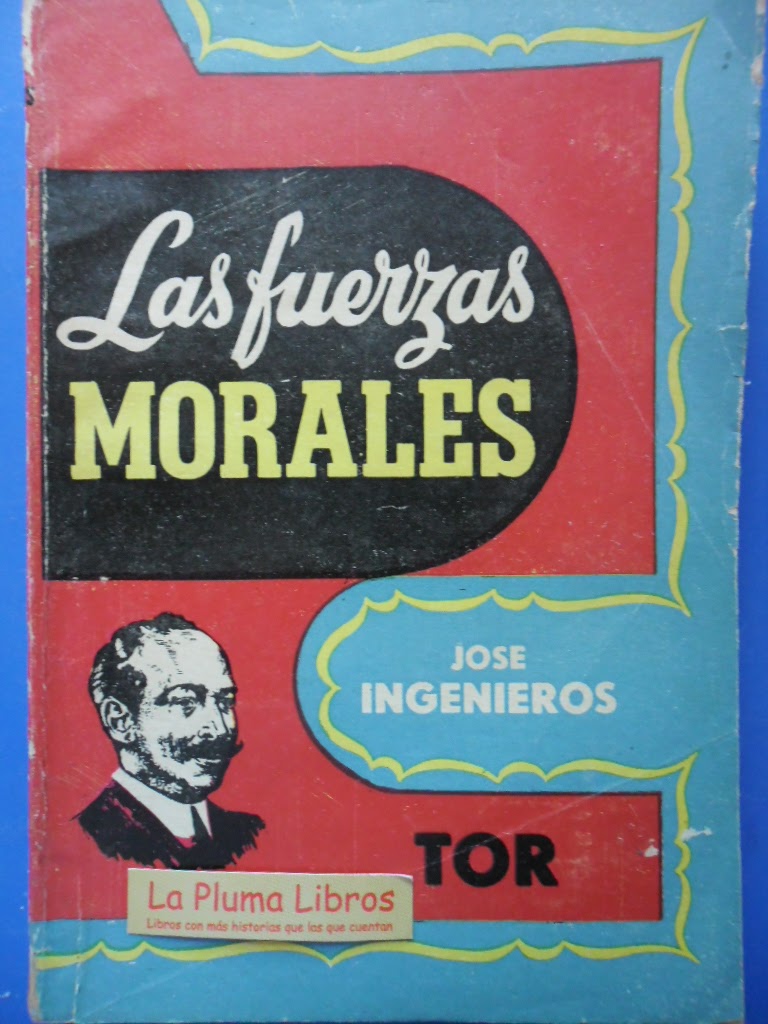 Las fuerzas
MORALES
JOSE
INGENIEROS
TOR
La Pluma Libros
Libros con más historias que las que cuentan